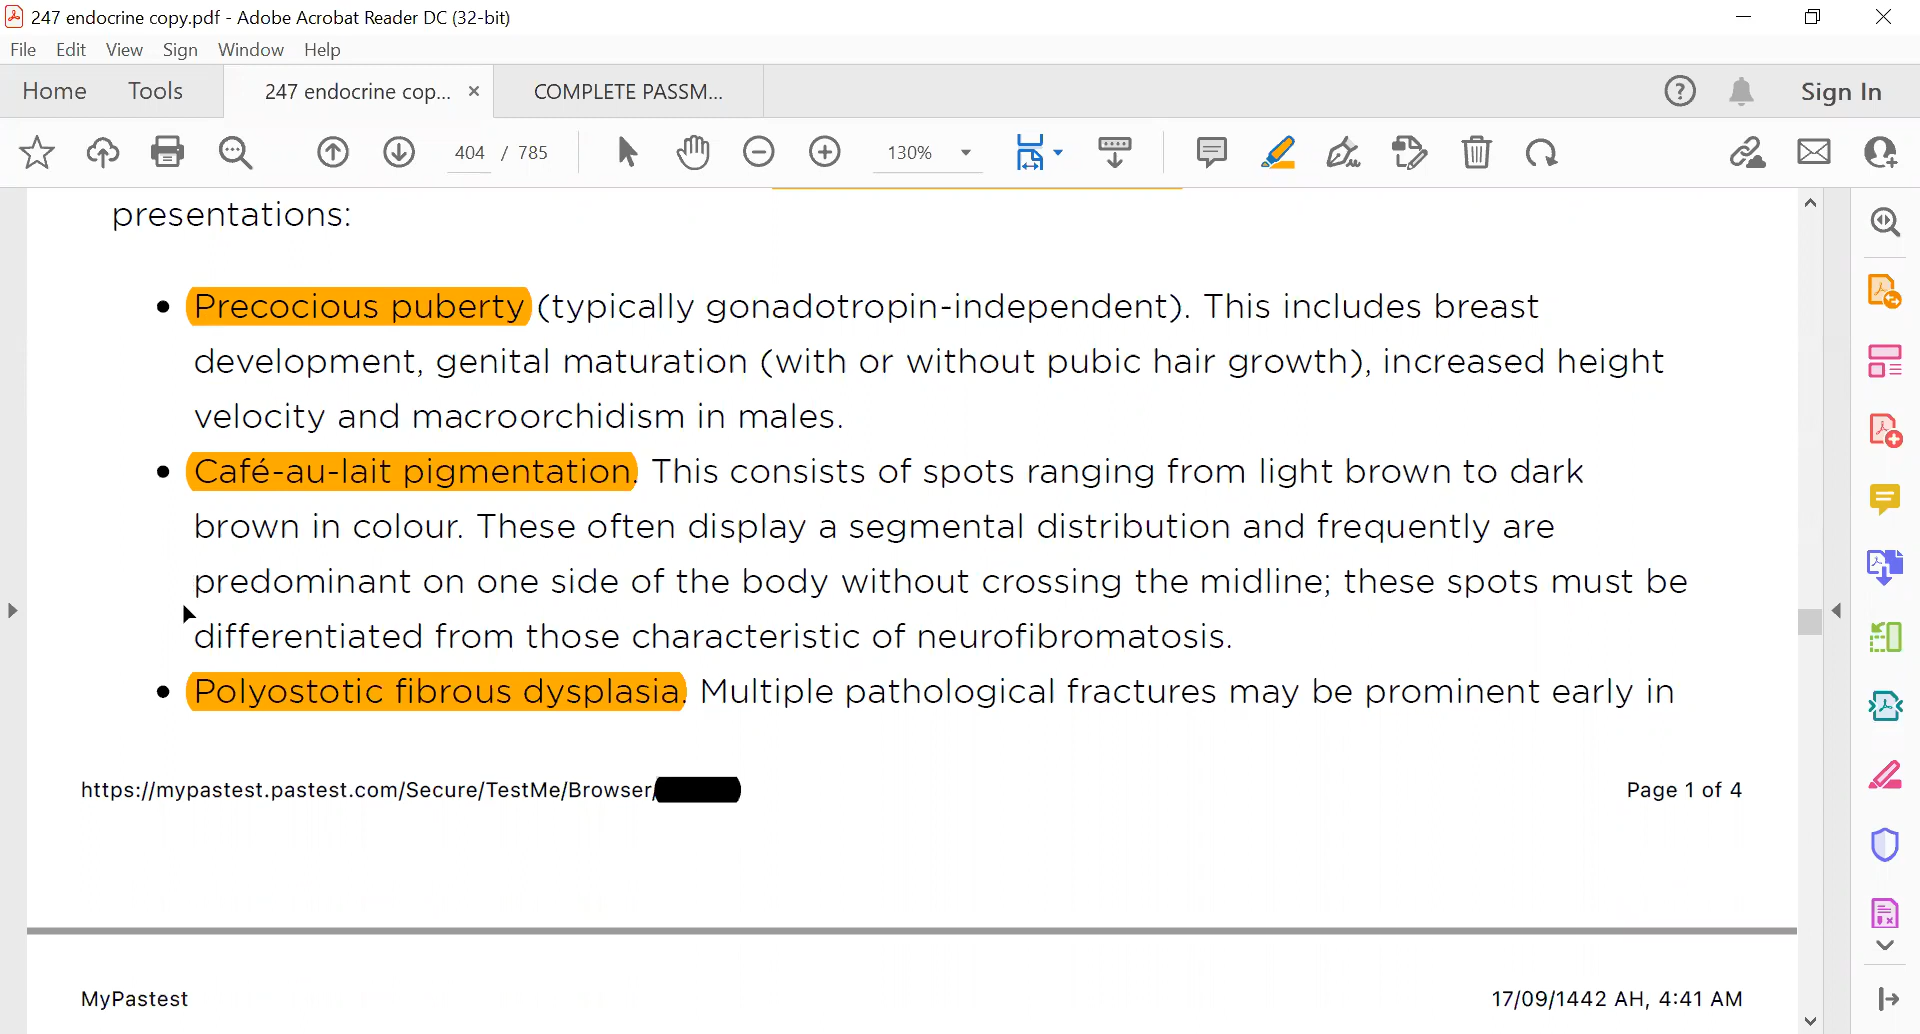 247 endocrine copy.pdf - Adobe Acrobat Reader DC (32-bit)
File Edit View Sign Window Help
Home Tools 247 endocrine cop... × COMPLETE PASSM... Sign In
404 / 785 130%
presentations:
• Precocious puberty (typically gonadotropin-independent). This includes breast
development, genital maturation (with or without pubic hair growth), increased height
velocity and macroorchidism in males.
• Café-au-lait pigmentation. This consists of spots ranging from light brown to dark
brown in colour. These often display a segmental distribution and frequently are
predominant on one side of the body without crossing the midline; these spots must be
differentiated from those characteristic of neurofibromatosis.
• Polyostotic fibrous dysplasia. Multiple pathological fractures may be prominent early in
https://mypastest.pastest.com/Secure/TestMe/Browser/ Page 1 of 4
MyPastest 17/09/1442 AH, 4:41 AM